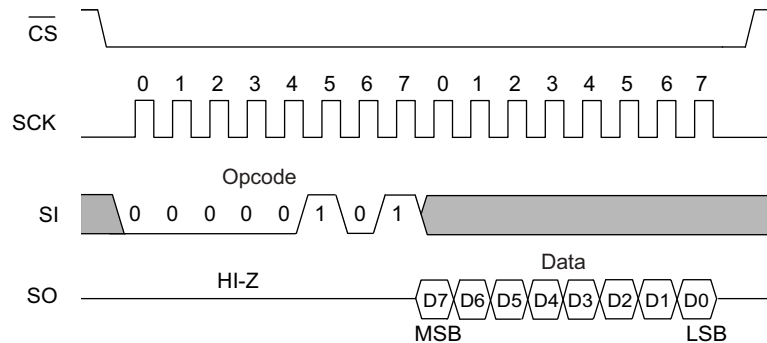 CS
0 1 2 3 4 5 6 7 0 1 2 3 4 5 6 7
SCK
Opcode
SI 0 0 0 0 0 1 0 1
Data
HI-Z
SO D7 D6 D5 D4 D3 D2 D1 D0
MSB LSB